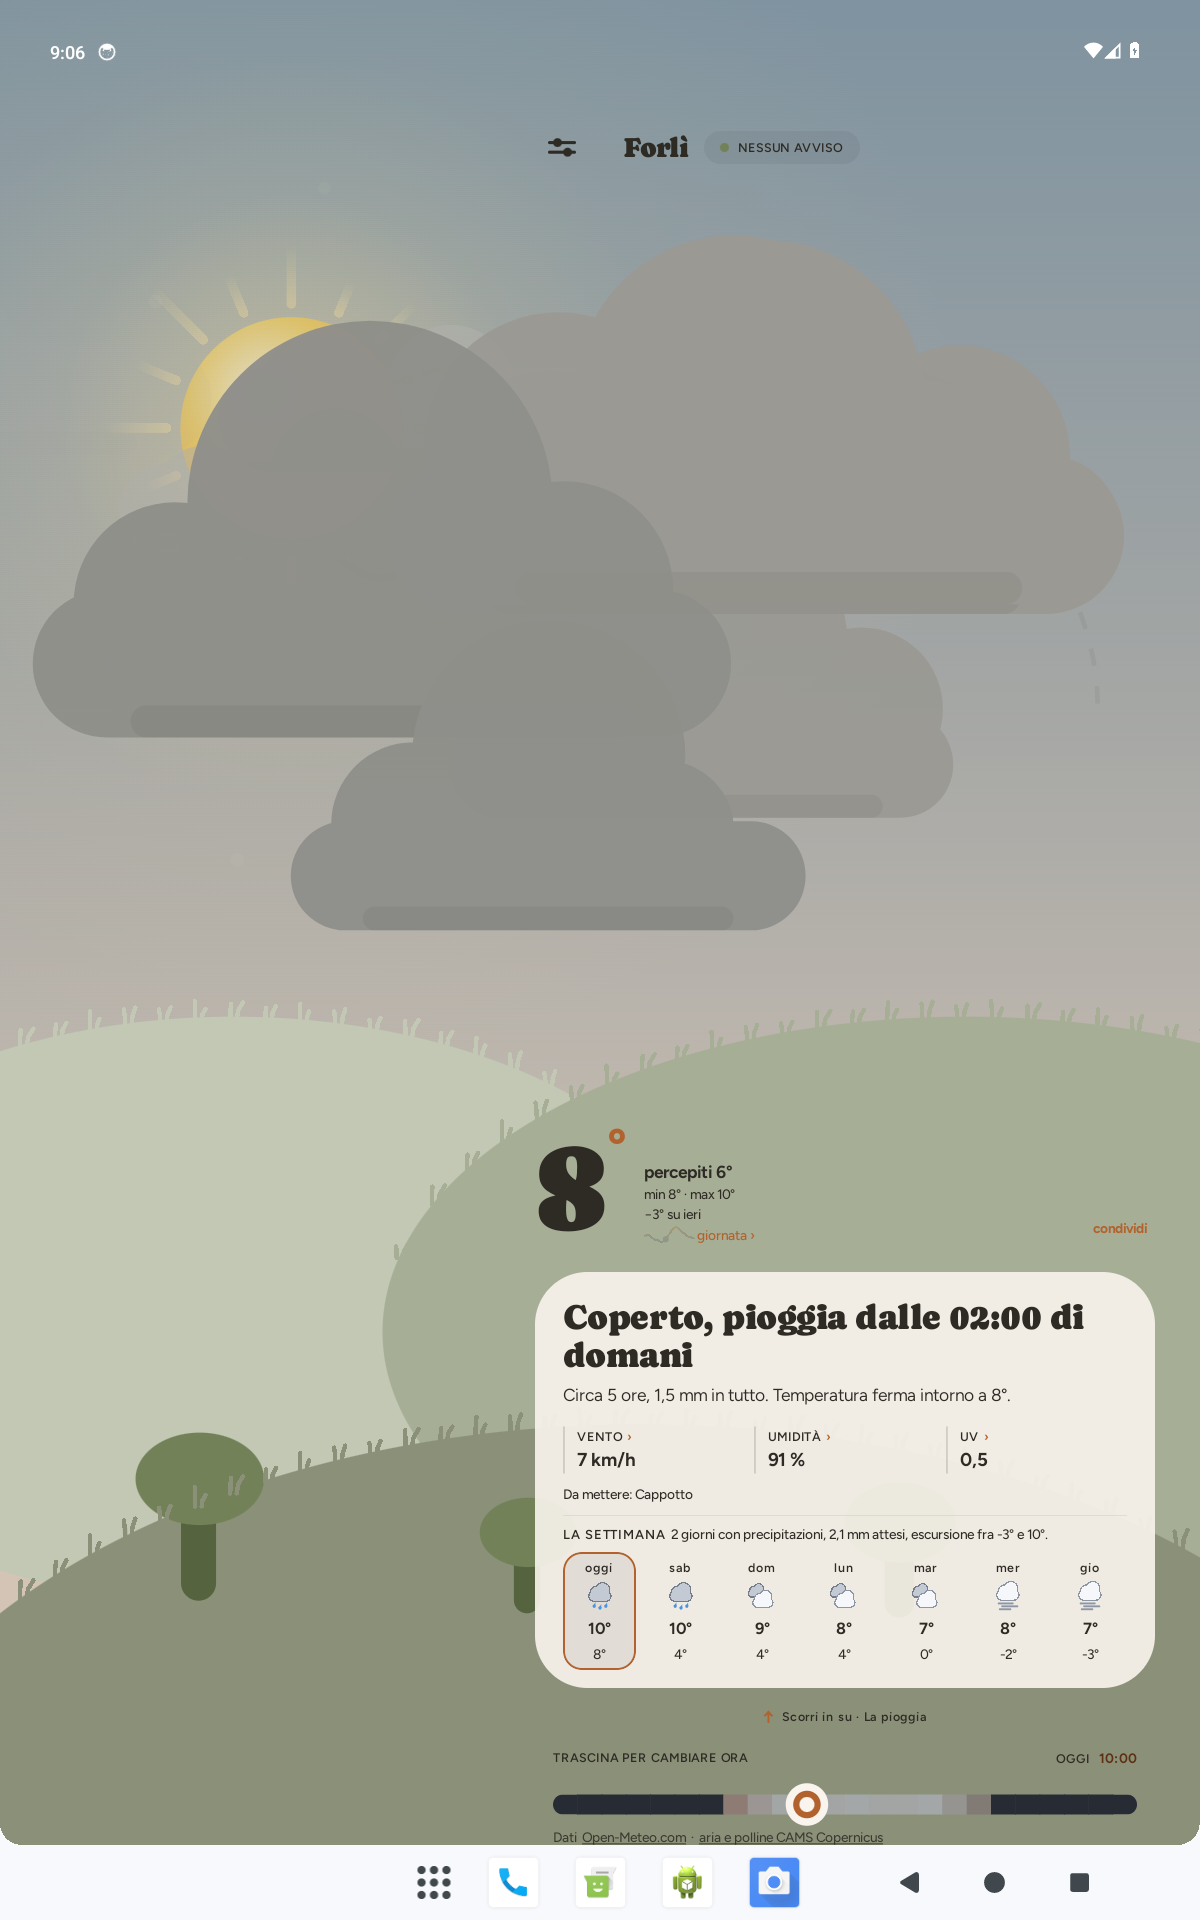 9:06
Forlì
NESSUN AVVISO
8°
percepiti 6°
min 8° · max 10°
−3° su ieri
giornata ›
condividi
Coperto, pioggia dalle 02:00 di
domani
Circa 5 ore, 1,5 mm in tutto. Temperatura ferma intorno a 8°.
VENTO › UMIDITÀ › UV ›
7 km/h 91 % 0,5
Da mettere: Cappotto
LA SETTIMANA 2 giorni con precipitazioni, 2,1 mm attesi, escursione fra -3° e 10°.
oggi sab dom lun mar mer gio
10° 10° 9° 8° 7° 8° 7°
8° 4° 4° 4° 0° -2° -3°
Scorri in su · La pioggia
TRASCINA PER CAMBIARE ORA OGGI 10:00
Dati Open-Meteo.com · aria e polline CAMS Copernicus